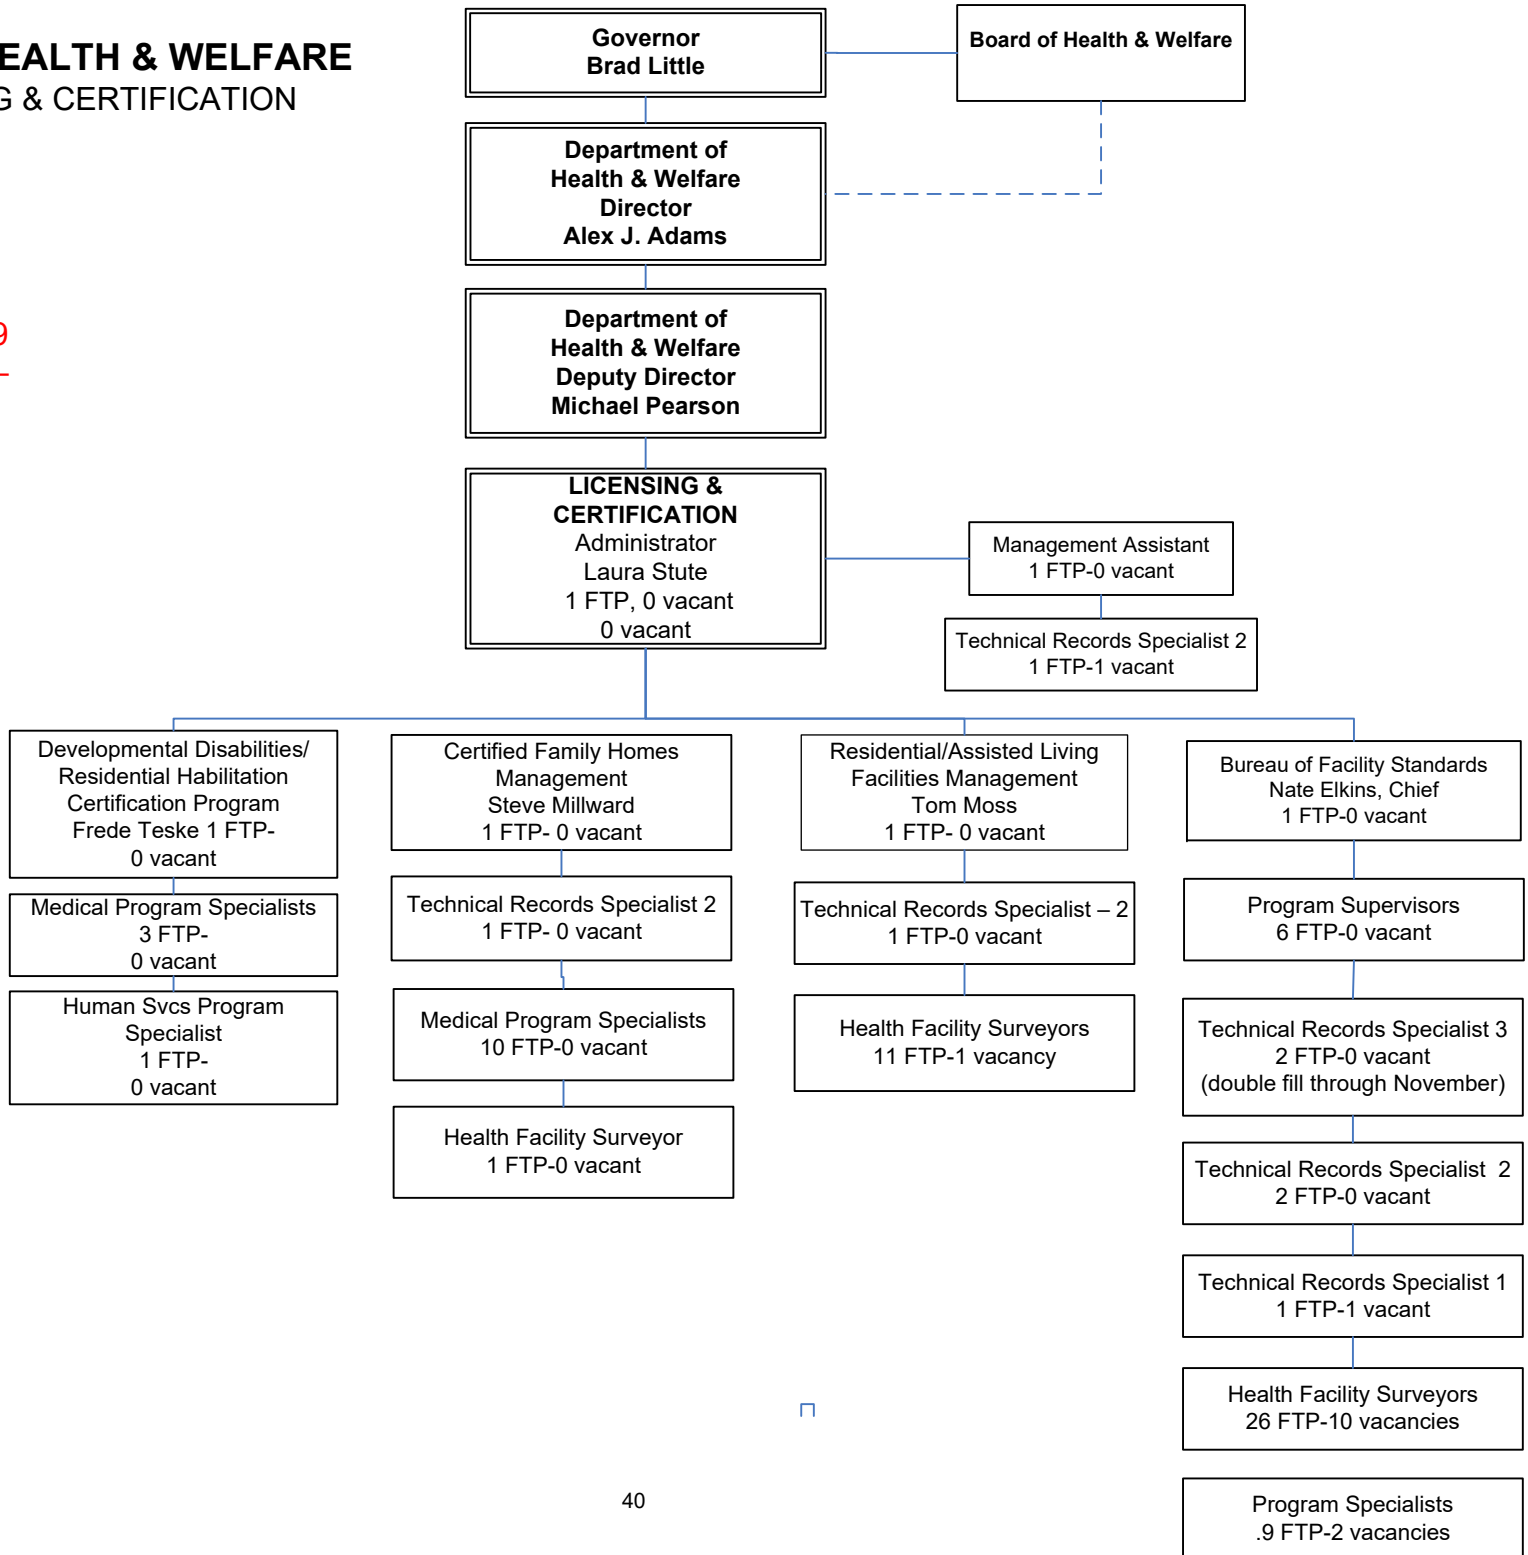 EALTH & WELFARE
G & CERTIFICATION
9
Governor
Brad Little
Board of Health & Welfare
Department of
Health & Welfare
Director
Alex J. Adams
Department of
Health & Welfare
Deputy Director
Michael Pearson
LICENSING &
CERTIFICATION
Administrator
Laura Stute
1 FTP, 0 vacant
0 vacant
Management Assistant
1 FTP-0 vacant
Technical Records Specialist 2
1 FTP-1 vacant
Developmental Disabilities/
Residential Habilitation
Certification Program
Frede Teske 1 FTP-
0 vacant
Medical Program Specialists
3 FTP-
0 vacant
Human Svcs Program
Specialist
1 FTP-
0 vacant
Certified Family Homes
Management
Steve Millward
1 FTP- 0 vacant
Technical Records Specialist 2
1 FTP- 0 vacant
Medical Program Specialists
10 FTP-0 vacant
Health Facility Surveyor
1 FTP-0 vacant
Residential/Assisted Living
Facilities Management
Tom Moss
1 FTP- 0 vacant
Technical Records Specialist – 2
1 FTP-0 vacant
Health Facility Surveyors
11 FTP-1 vacancy
Bureau of Facility Standards
Nate Elkins, Chief
1 FTP-0 vacant
Program Supervisors
6 FTP-0 vacant
Technical Records Specialist 3
2 FTP-0 vacant
(double fill through November)
Technical Records Specialist  2
2 FTP-0 vacant
Technical Records Specialist 1
1 FTP-1 vacant
Health Facility Surveyors
26 FTP-10 vacancies
Program Specialists
.9 FTP-2 vacancies
40